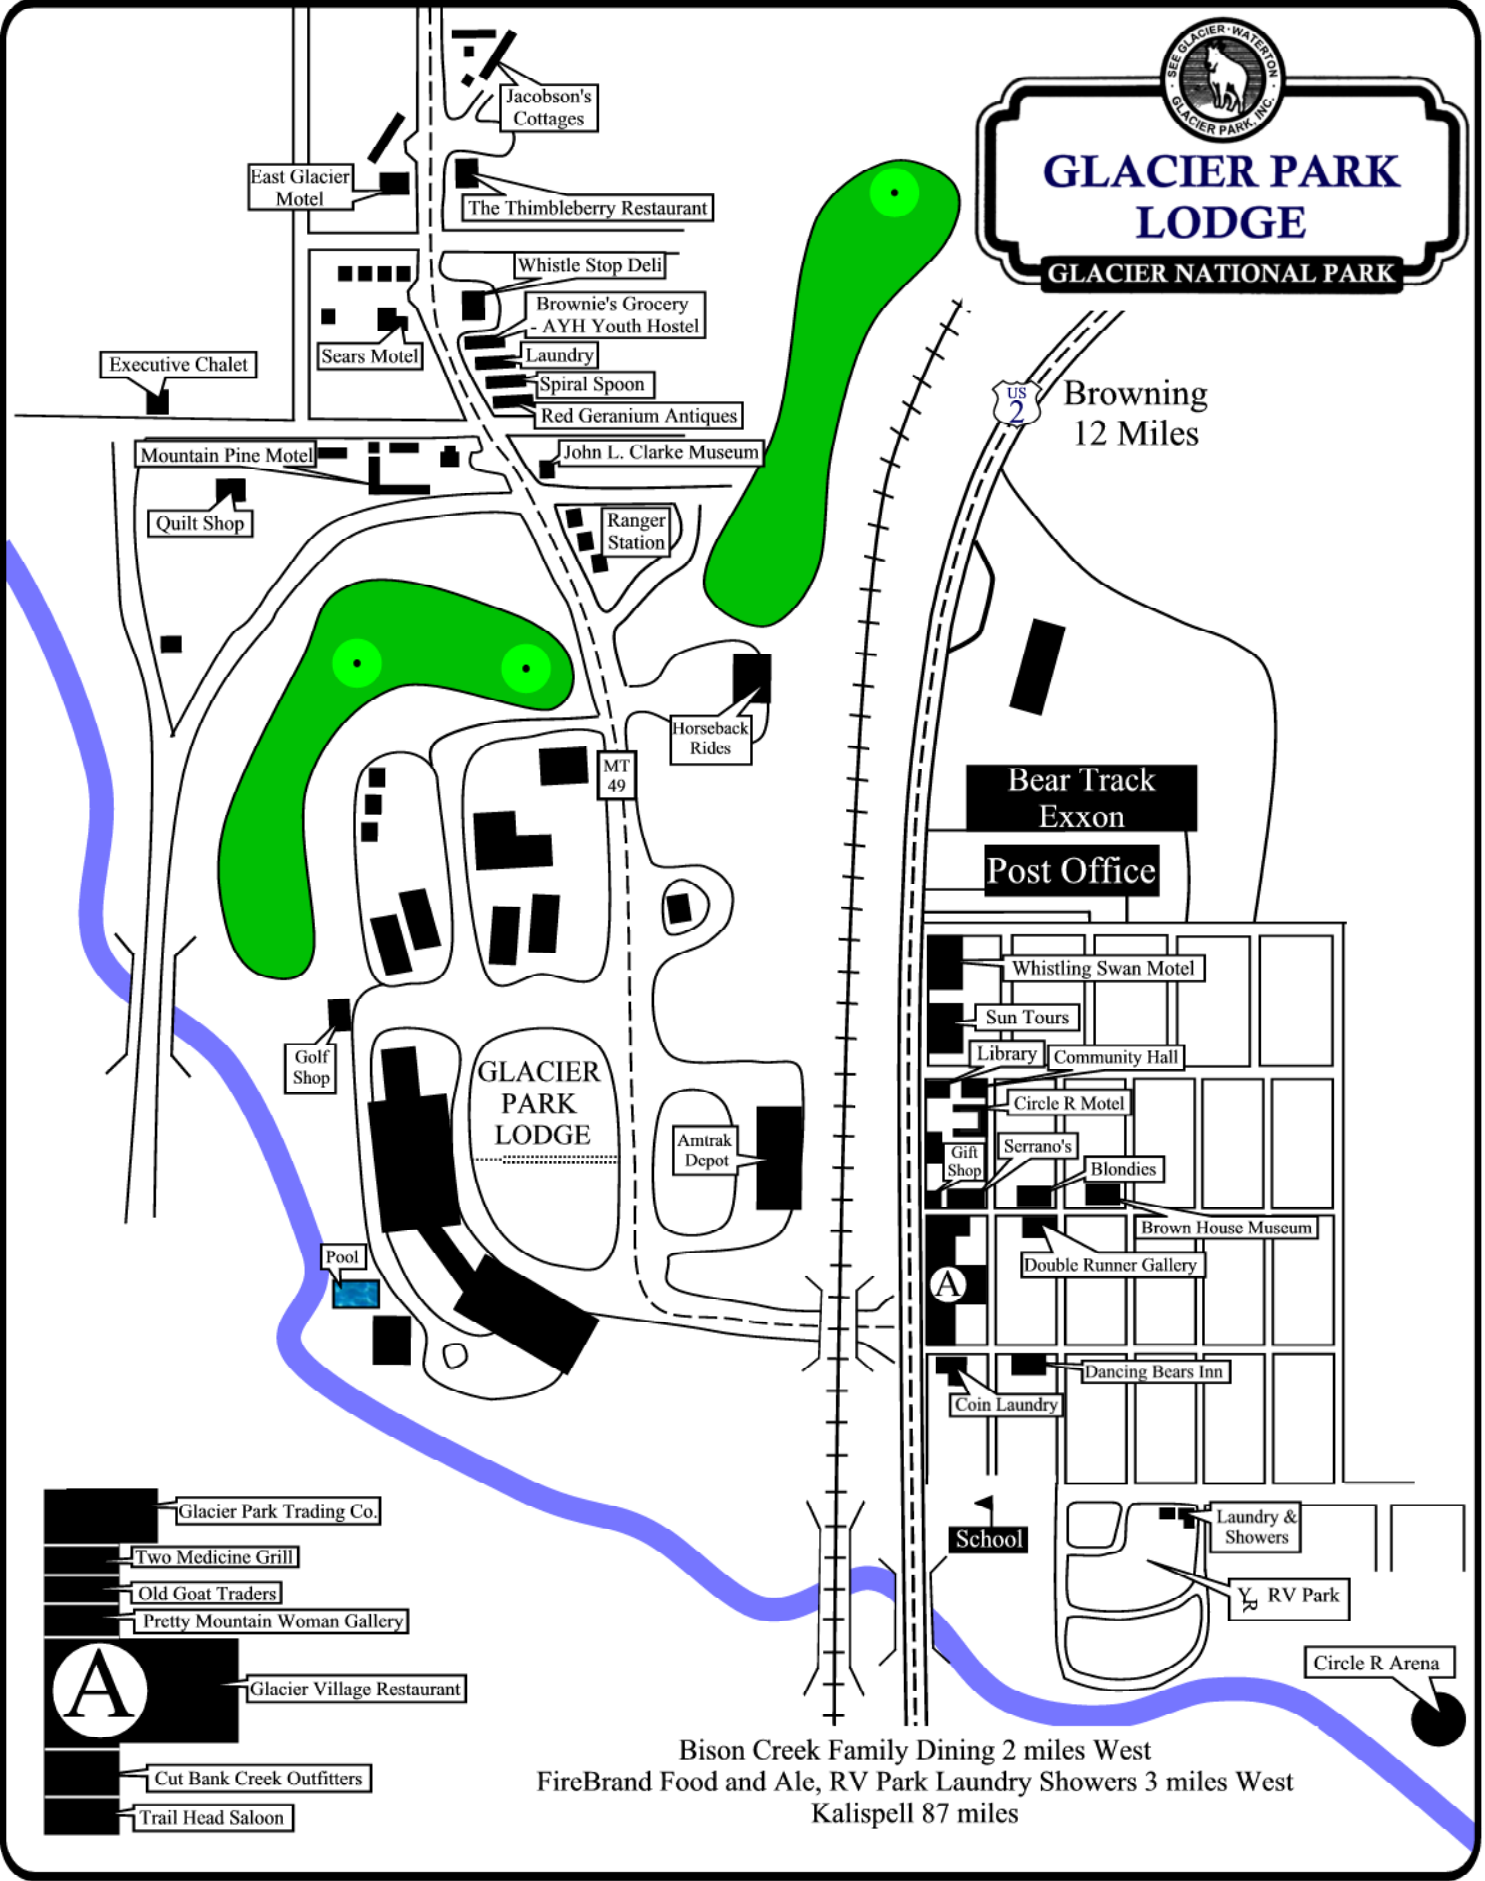 SEE GLACIER · WATERTON
GLACIER PARK, INC.
GLACIER PARK
LODGE
GLACIER NATIONAL PARK
Jacobson's
Cottages
East Glacier
Motel
The Thimbleberry Restaurant
Whistle Stop Deli
Brownie's Grocery
- AYH Youth Hostel
Sears Motel
Laundry
Executive Chalet
Spiral Spoon
Red Geranium Antiques
US
2
Browning
12 Miles
Mountain Pine Motel
John L. Clarke Museum
Quilt Shop
Ranger
Station
Horseback
Rides
MT
49
Bear Track
Exxon
Post Office
Whistling Swan Motel
Sun Tours
Golf
Shop
GLACIER
PARK
LODGE
Library
Community Hall
Circle R Motel
Amtrak
Depot
Gift
Shop
Serrano's
Blondies
Brown House Museum
Double Runner Gallery
Pool
A
Dancing Bears Inn
Coin Laundry
School
Laundry &
Showers
YR RV Park
Circle R Arena
Glacier Park Trading Co.
Two Medicine Grill
Old Goat Traders
Pretty Mountain Woman Gallery
A
Glacier Village Restaurant
Cut Bank Creek Outfitters
Trail Head Saloon
Bison Creek Family Dining 2 miles West
FireBrand Food and Ale, RV Park Laundry Showers 3 miles West
Kalispell 87 miles